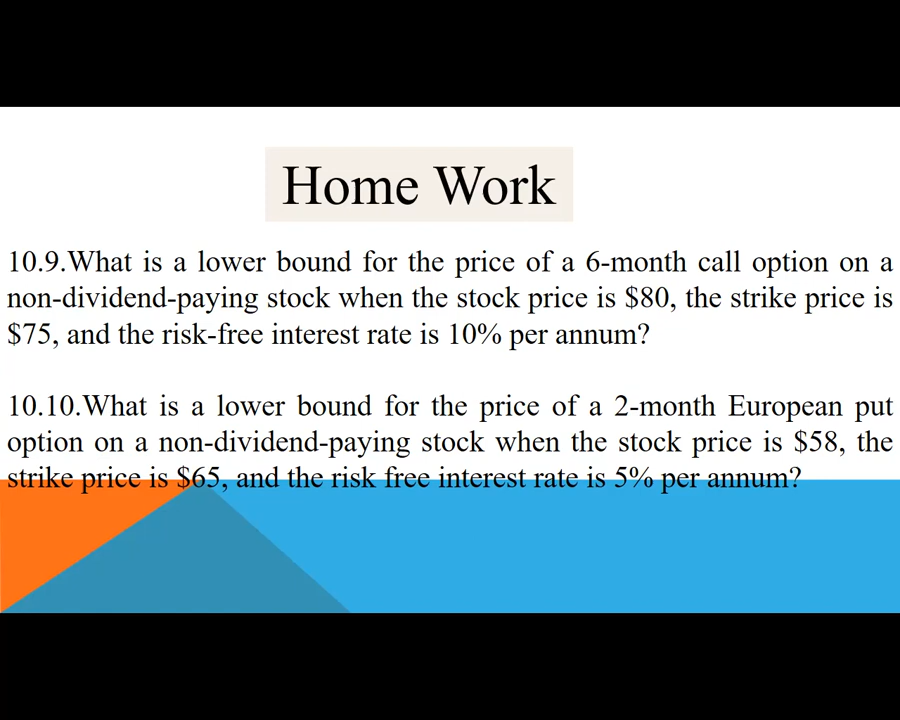 Home Work
10.9.What is a lower bound for the price of a 6-month call option on a
non-dividend-paying stock when the stock price is $80, the strike price is
$75, and the risk-free interest rate is 10% per annum?
10.10.What is a lower bound for the price of a 2-month European put
option on a non-dividend-paying stock when the stock price is $58, the
strike price is $65, and the risk free interest rate is 5% per annum?